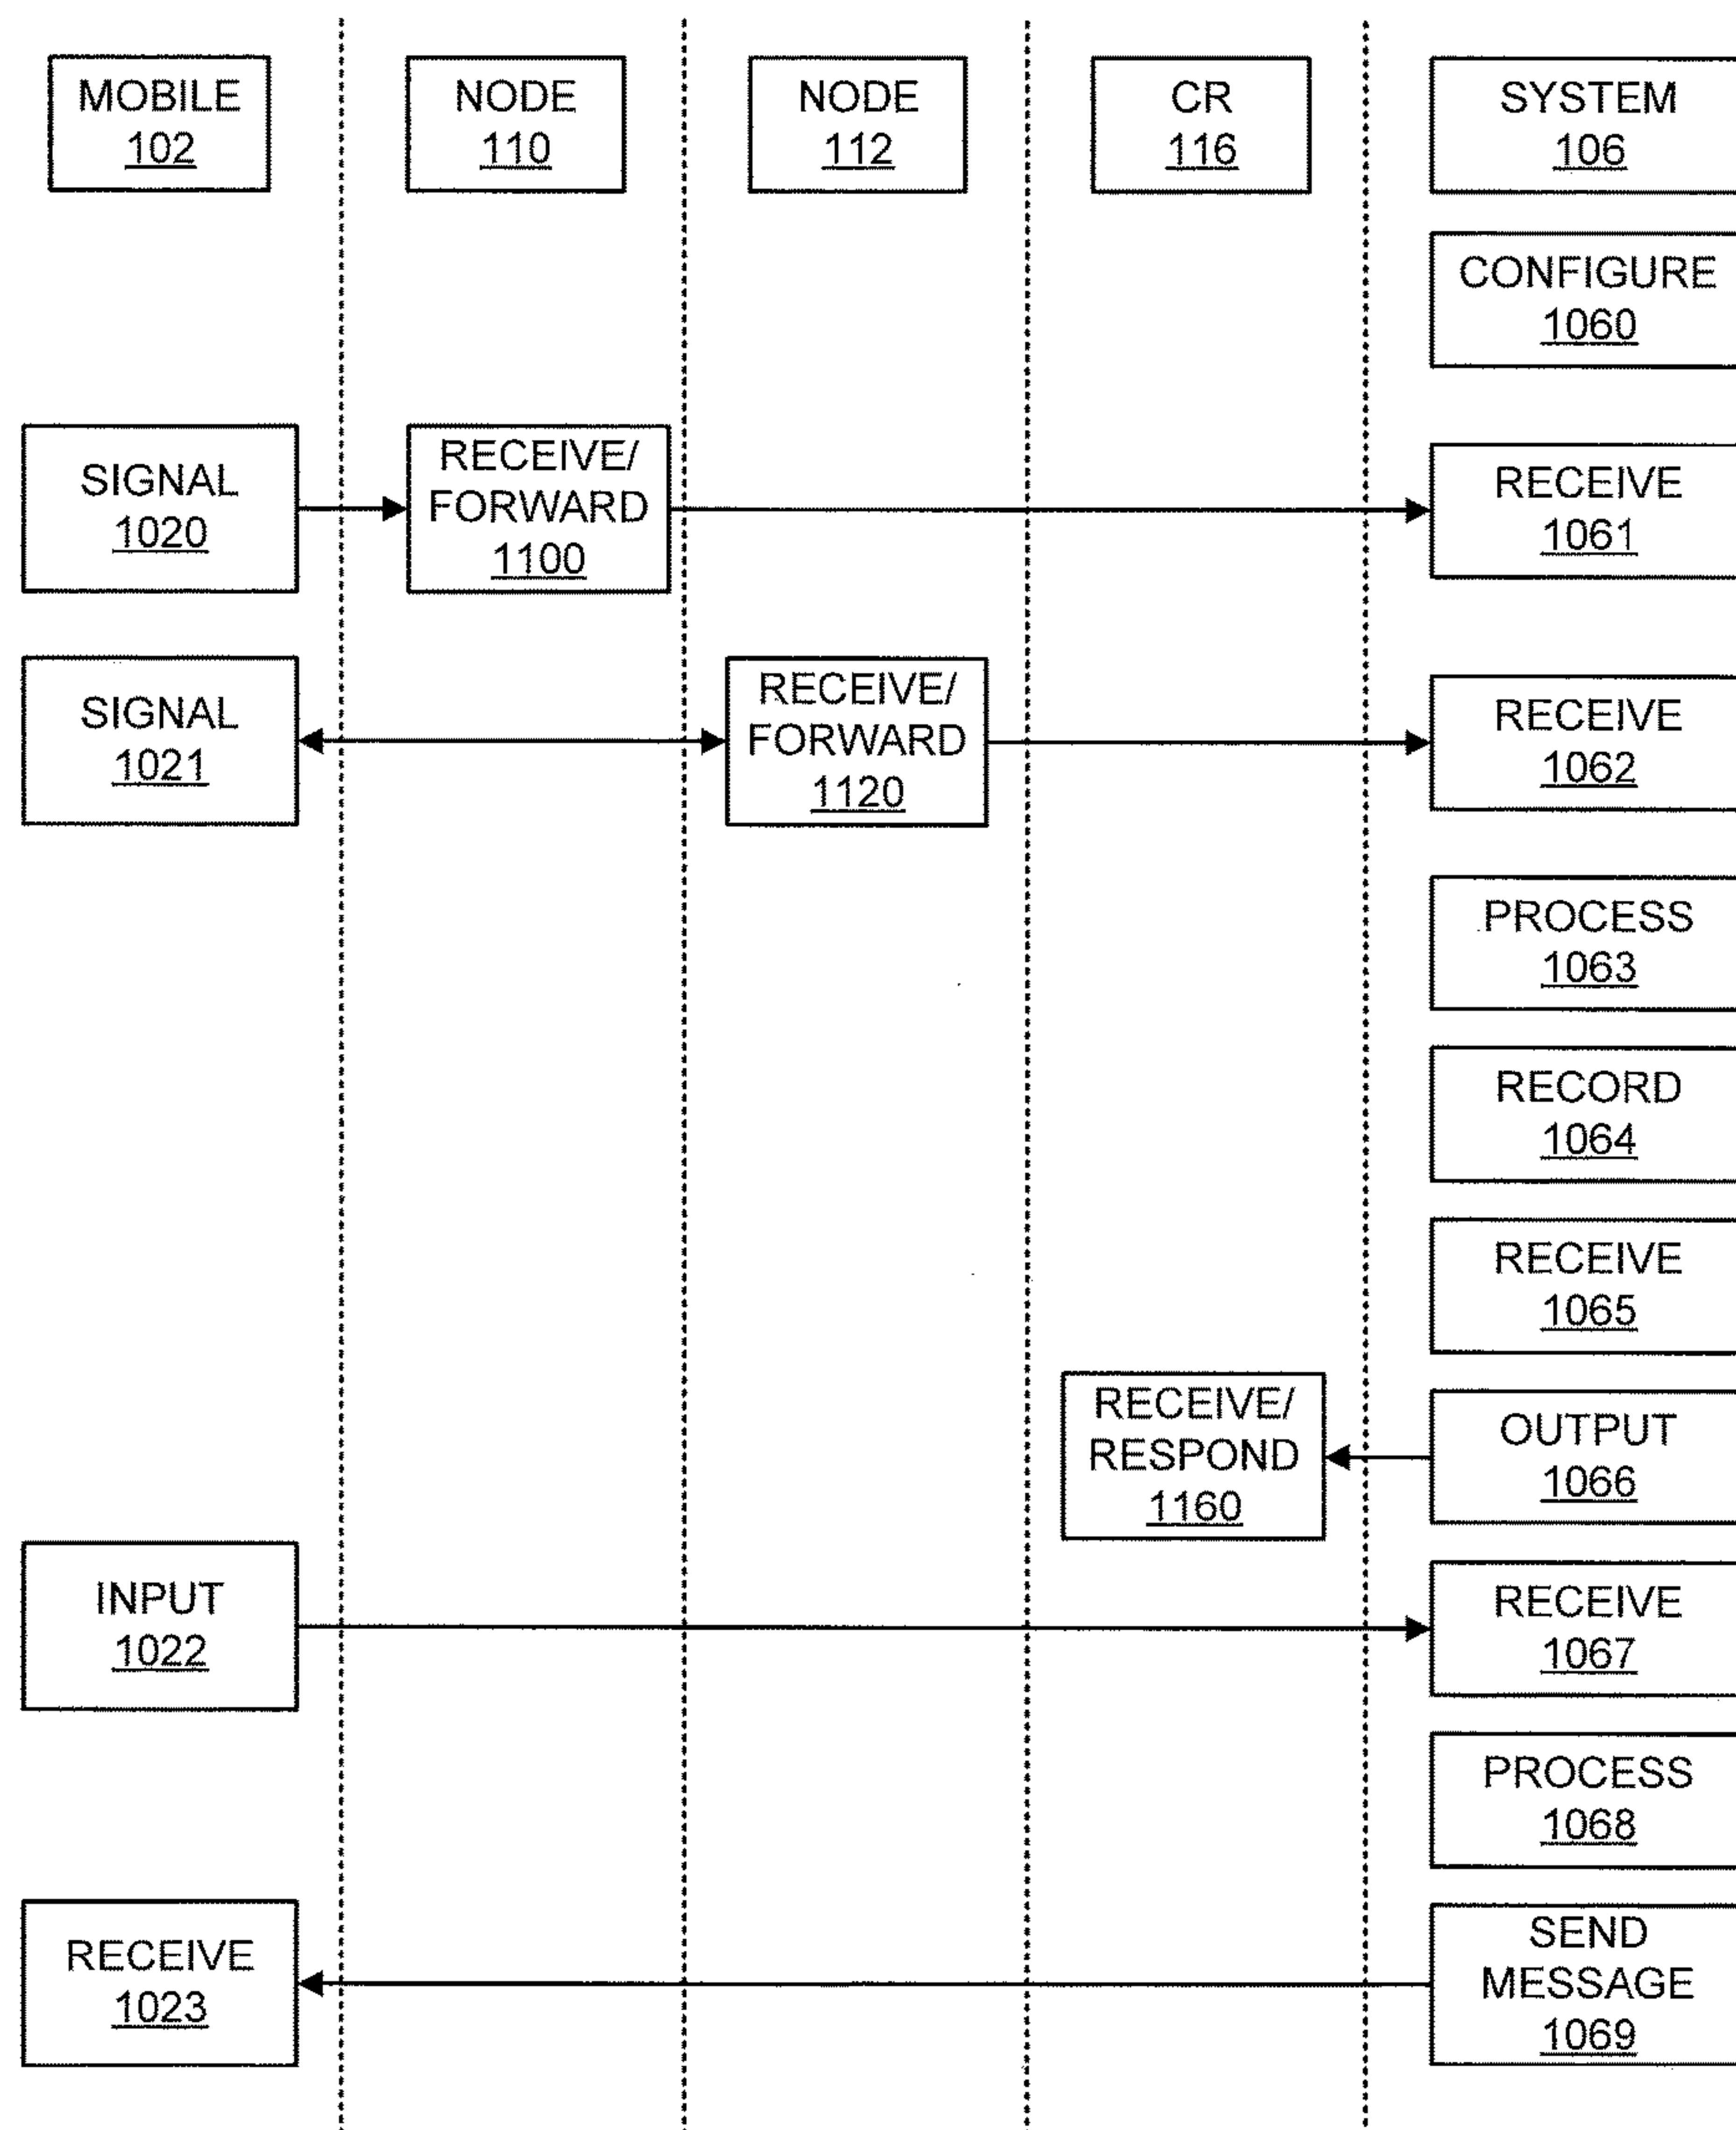 MOBILE
102
NODE
110
NODE
112
CR
116
SYSTEM
106
CONFIGURE
1060
SIGNAL
1020
RECEIVE/
FORWARD
1100
RECEIVE
1061
SIGNAL
1021
RECEIVE/
FORWARD
1120
RECEIVE
1062
PROCESS
1063
RECORD
1064
RECEIVE
1065
RECEIVE/
RESPOND
1160
OUTPUT
1066
INPUT
1022
RECEIVE
1067
PROCESS
1068
RECEIVE
1023
SEND
MESSAGE
1069